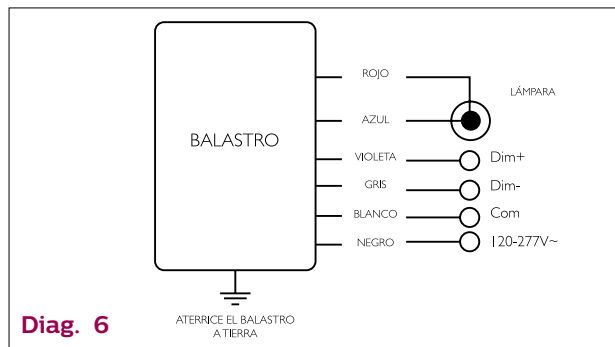 ROJO
LÁMPARA
AZUL
BALASTRO
VIOLETA
Dim+
GRIS
Dim-
BLANCO
Com
NEGRO
120-277V~
ATERRICE EL BALASTRO
A TIERRA
Diag. 6